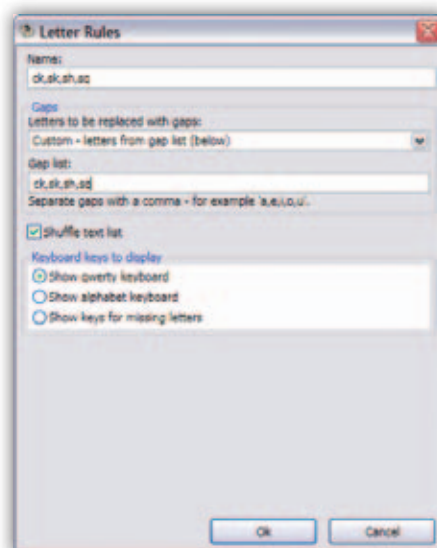 Letter Rules
Name:
ck,sk,sh,sq
Gaps
Letters to be replaced with gaps:
Custom - letters from gap list (below)
Gap list:
ck,sk,sh,sq
Separate gaps with a comma - for example 'a,e,i,o,u'.
Shuffle text list
Keyboard keys to display
Show qwerty keyboard
Show alphabet keyboard
Show keys for missing letters
Ok Cancel